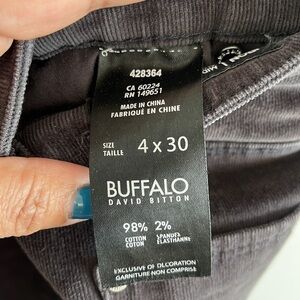 428364
CA 60224
RN 149651
MADE IN CHINA
FABRIQUÉ EN CHINE
SIZE
TAILLE
4 x 30
BUFFALO
DAVID BITTON
98% 2%
COTTON SPANDEX
COTON ÉLASTHANNE
EXCLUSIVE OF DECORATION
GARNITURE NON COMPRISE